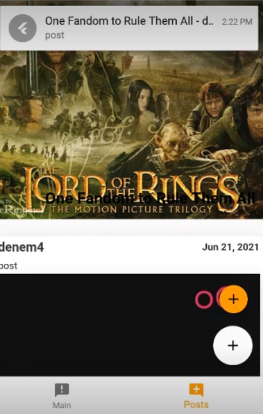 One Fandom to Rule Them All - d..
2:22 PM
post
THE
LORD OF THE RINGS
THE MOTION PICTURE TRILOGY
One Fandom to Rule Them All
denem4
Jun 21, 2021
post
Main
Posts